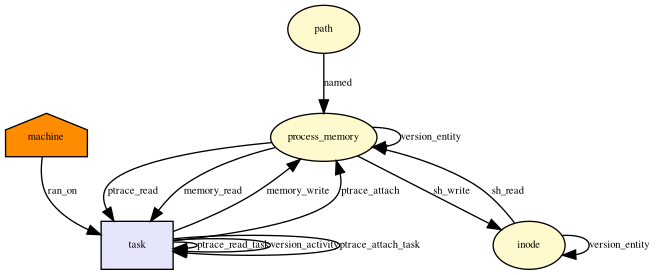 path
named
machine
process_memory
version_entity
ran_on
ptrace_read
memory_read
memory_write
ptrace_attach
sh_write
sh_read
task
ptrace_read_task
version_activity
ptrace_attach_task
inode
version_entity